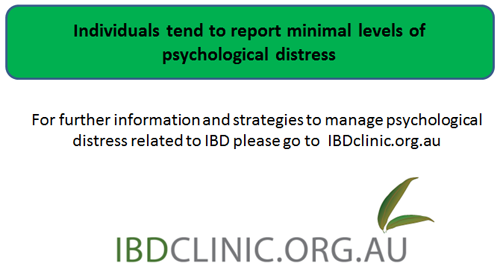 Individuals tend to report minimal levels of
psychological distress
For further information and strategies to manage psychological
distress related to IBD please go to IBDclinic.org.au
IBDCLINIC.ORG.AU